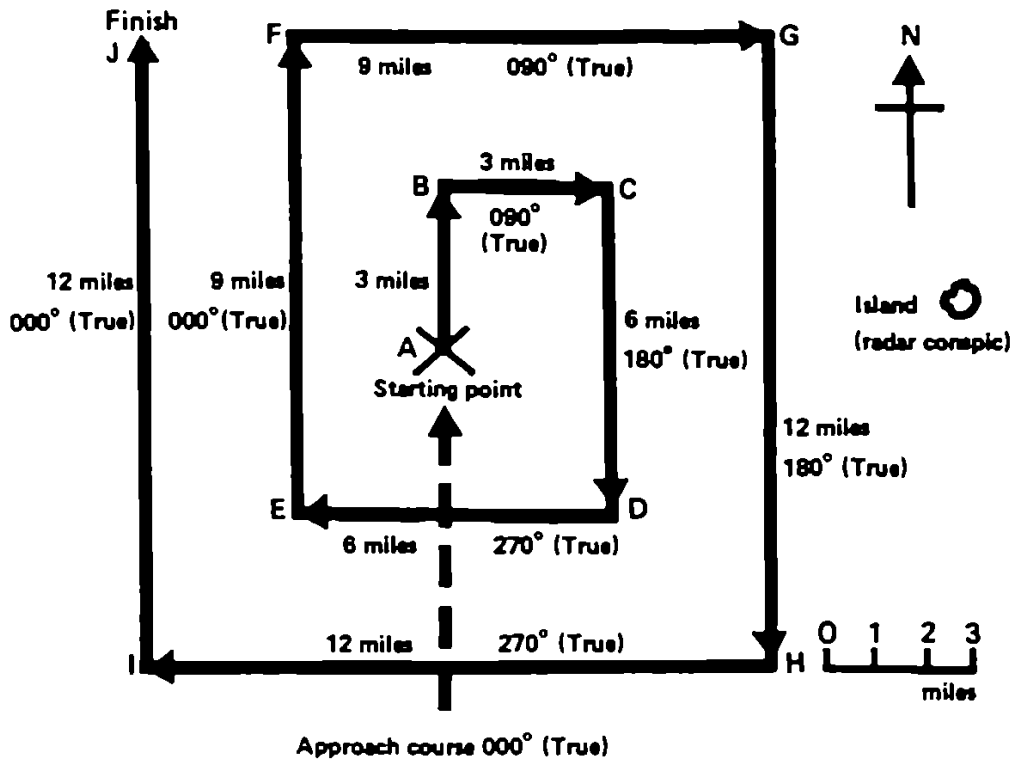 Finish
J
F
G
N
9 miles 090° (True)
3 miles
B
C
090°
(True)
12 miles
000° (True)
9 miles
000° (True)
3 miles
A
Starting point
6 miles
180° (True)
Island
(radar conspic)
12 miles
180° (True)
E
D
6 miles 270° (True)
12 miles 270° (True)
I
H
0 1 2 3
miles
Approach course 000° (True)